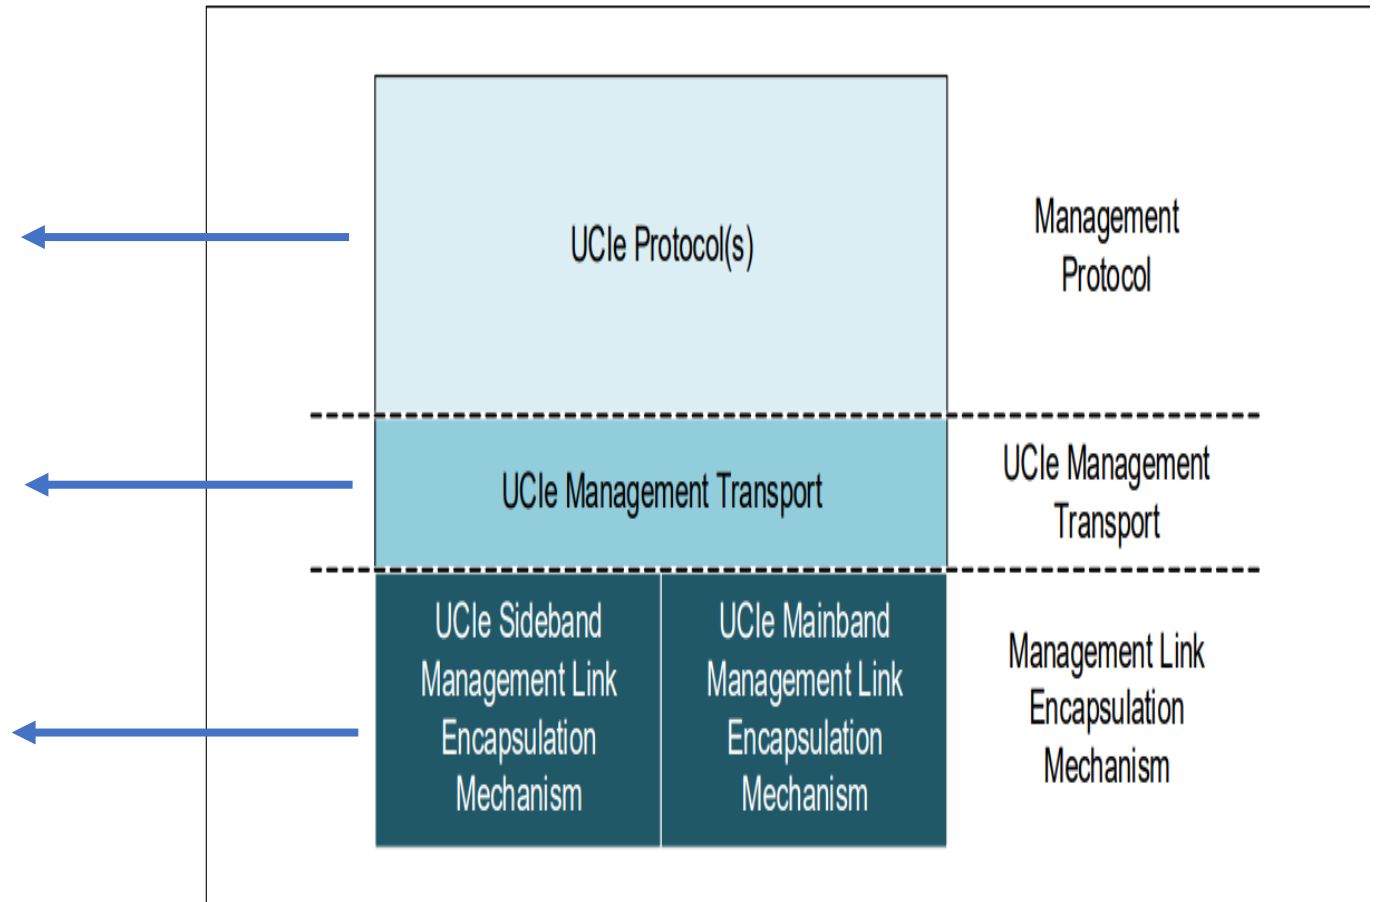 UCIe Protocol(s)
Management
Protocol
UCIe Management Transport
UCIe Management
Transport
UCIe Sideband
Management Link
Encapsulation
Mechanism
UCIe Mainband
Management Link
Encapsulation
Mechanism
Management Link
Encapsulation
Mechanism